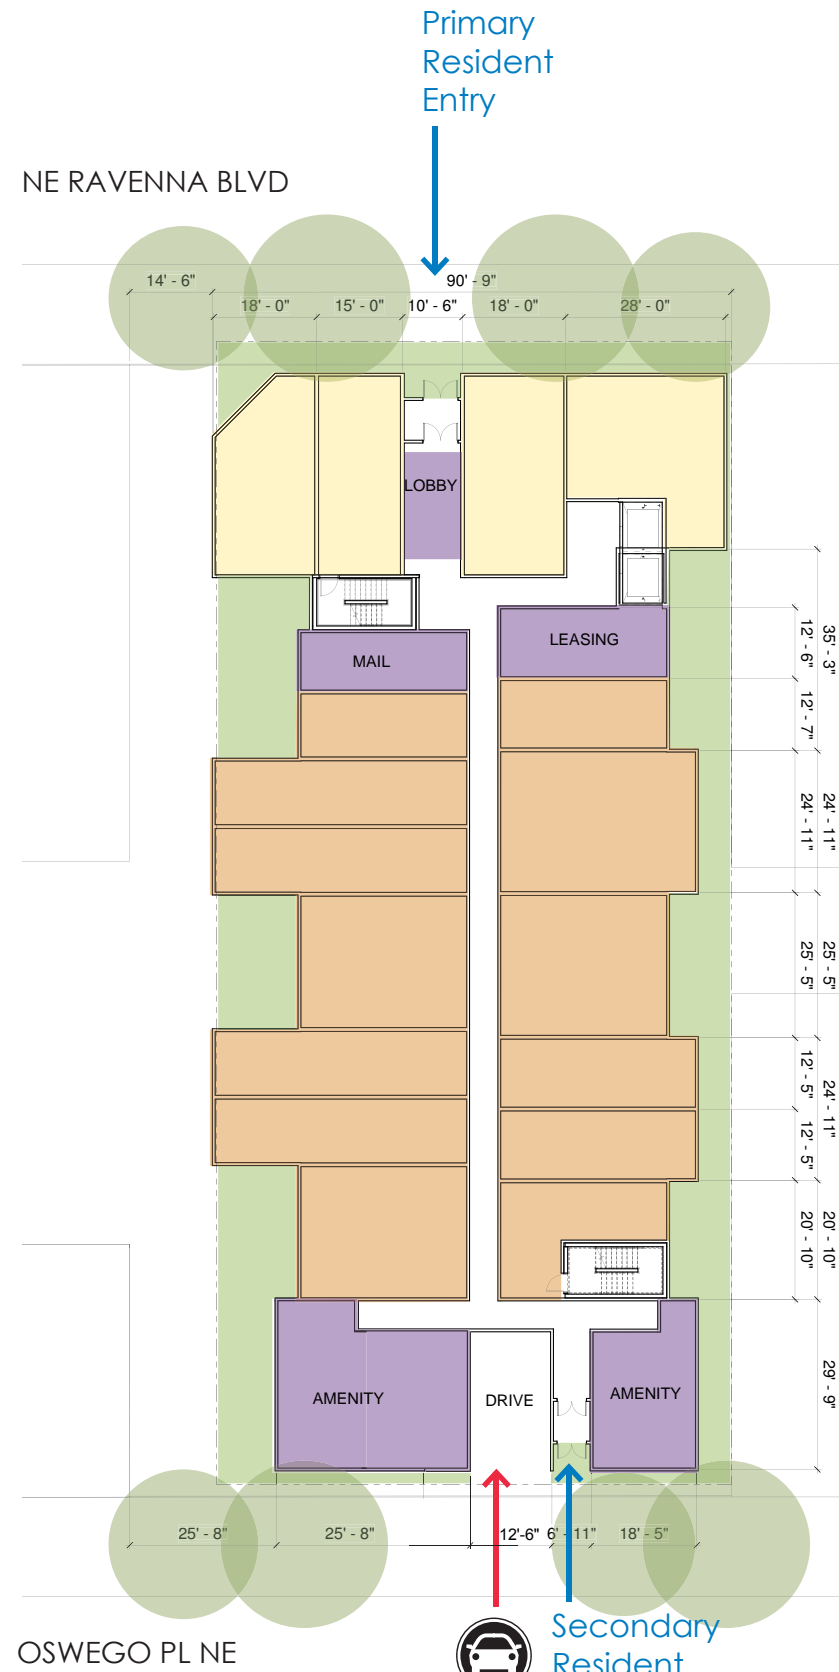 Primary
Resident
Entry
NE RAVENNA BLVD
14' - 6"
90' - 9"
18' - 0"
15' - 0"
10' - 6"
18' - 0"
28' - 0"
LOBBY
LEASING
MAIL
12' - 6"
35' - 3"
12' - 7"
24' - 11"
24' - 11"
25' - 5"
25' - 5"
12' - 5"
24' - 11"
12' - 5"
20' - 10"
20' - 10"
29' - 9"
AMENITY
DRIVE
AMENITY
25' - 8"
25' - 8"
12'-6"
6' - 11"
18' - 5"
OSWEGO PL NE
Secondary
Resident